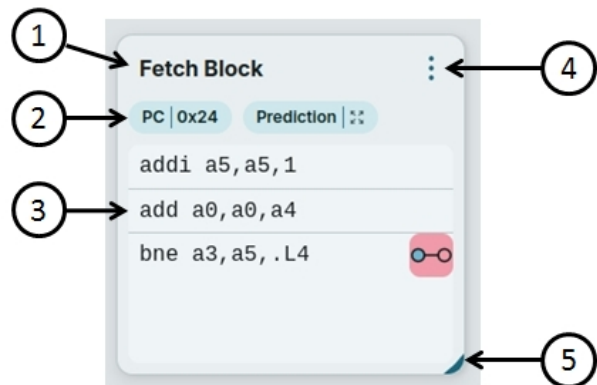 1
Fetch Block
4
2
PC | 0x24 Prediction
addi a5,a5,1
3
add a0,a0,a4
bne a3,a5,.L4
5